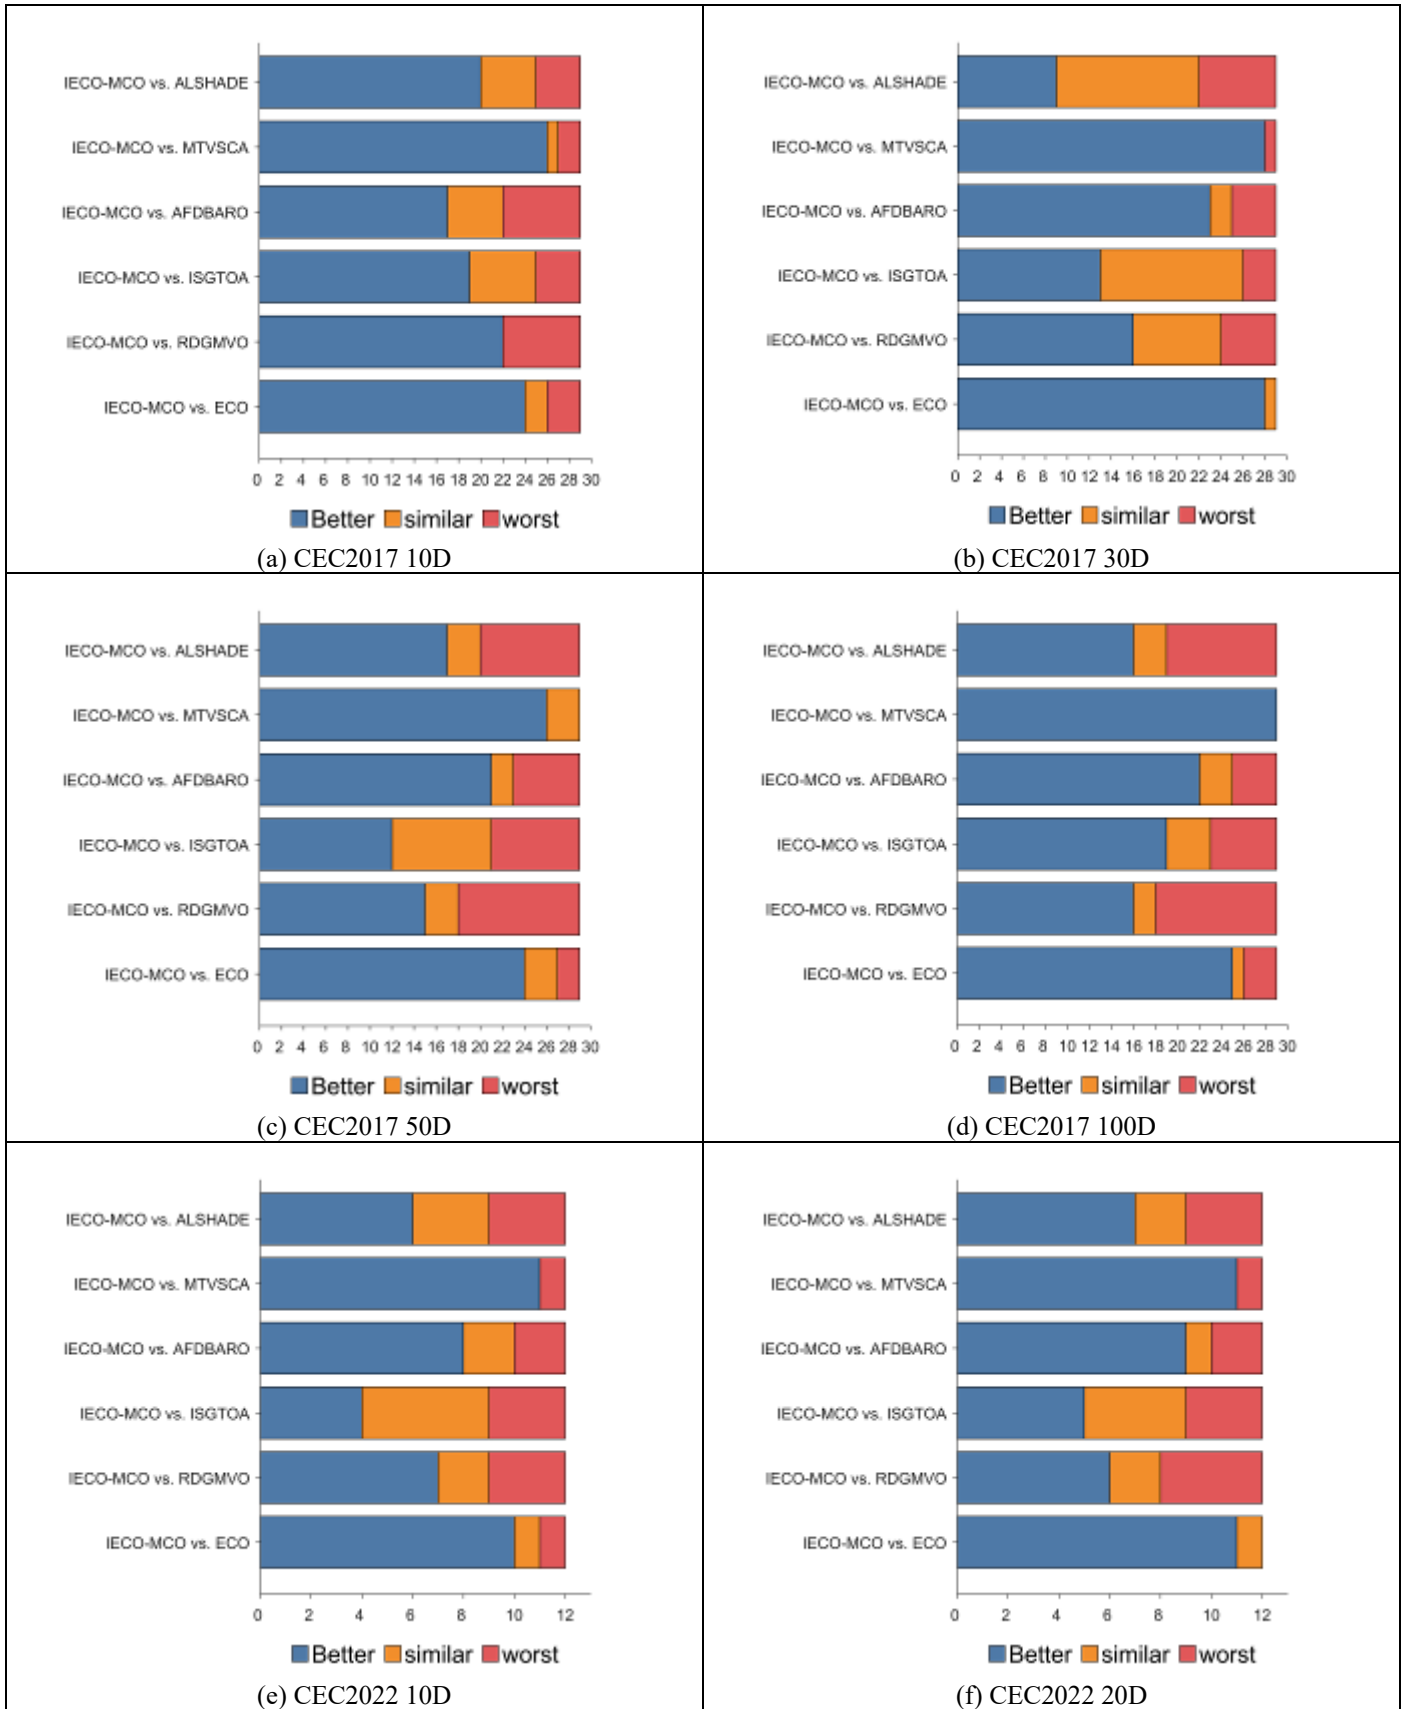 IECO-MCO vs. ALSHADE
IECO-MCO vs. MTVSCA
IECO-MCO vs. AFDBARO
IECO-MCO vs. ISGTOA
IECO-MCO vs. RDGMVO
IECO-MCO vs. ECO
0 2 4 6 8 10 12 14 16 18 20 22 24 26 28 30
Better similar worst
(a) CEC2017 10D
IECO-MCO vs. ALSHADE
IECO-MCO vs. MTVSCA
IECO-MCO vs. AFDBARO
IECO-MCO vs. ISGTOA
IECO-MCO vs. RDGMVO
IECO-MCO vs. ECO
0 2 4 6 8 10 12 14 16 18 20 22 24 26 28 30
Better similar worst
(b) CEC2017 30D
IECO-MCO vs. ALSHADE
IECO-MCO vs. MTVSCA
IECO-MCO vs. AFDBARO
IECO-MCO vs. ISGTOA
IECO-MCO vs. RDGMVO
IECO-MCO vs. ECO
0 2 4 6 8 10 12 14 16 18 20 22 24 26 28 30
Better similar worst
(c) CEC2017 50D
IECO-MCO vs. ALSHADE
IECO-MCO vs. MTVSCA
IECO-MCO vs. AFDBARO
IECO-MCO vs. ISGTOA
IECO-MCO vs. RDGMVO
IECO-MCO vs. ECO
0 2 4 6 8 10 12 14 16 18 20 22 24 26 28 30
Better similar worst
(d) CEC2017 100D
IECO-MCO vs. ALSHADE
IECO-MCO vs. MTVSCA
IECO-MCO vs. AFDBARO
IECO-MCO vs. ISGTOA
IECO-MCO vs. RDGMVO
IECO-MCO vs. ECO
0 2 4 6 8 10 12
Better similar worst
(e) CEC2022 10D
IECO-MCO vs. ALSHADE
IECO-MCO vs. MTVSCA
IECO-MCO vs. AFDBARO
IECO-MCO vs. ISGTOA
IECO-MCO vs. RDGMVO
IECO-MCO vs. ECO
0 2 4 6 8 10 12
Better similar worst
(f) CEC2022 20D